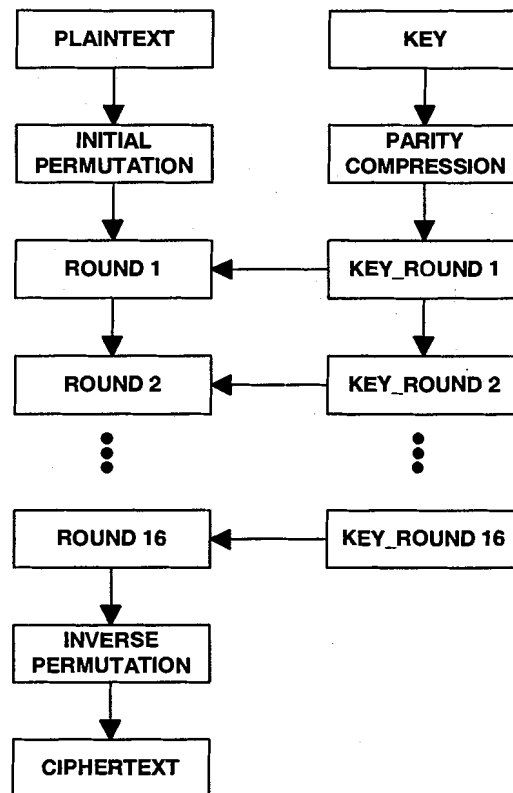 PLAINTEXT
KEY
INITIAL
PERMUTATION
PARITY
COMPRESSION
ROUND 1
KEY_ROUND 1
ROUND 2
KEY_ROUND 2
ROUND 16
KEY_ROUND 16
INVERSE
PERMUTATION
CIPHERTEXT